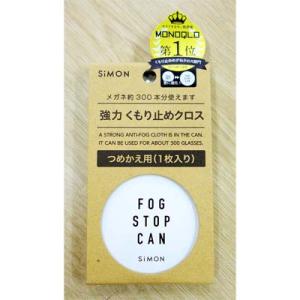 MONOQLO
第1位
SiMON
メガネ約300本分使えます
強力くもり止めクロス
A STRONG ANTI-FOG CLOTH IS IN THE CAN.
IT CAN BE USED FOR ABOUT 300 GLASSES.
つめかえ用(1枚入り)
FOG
STOP
CAN
SiMON